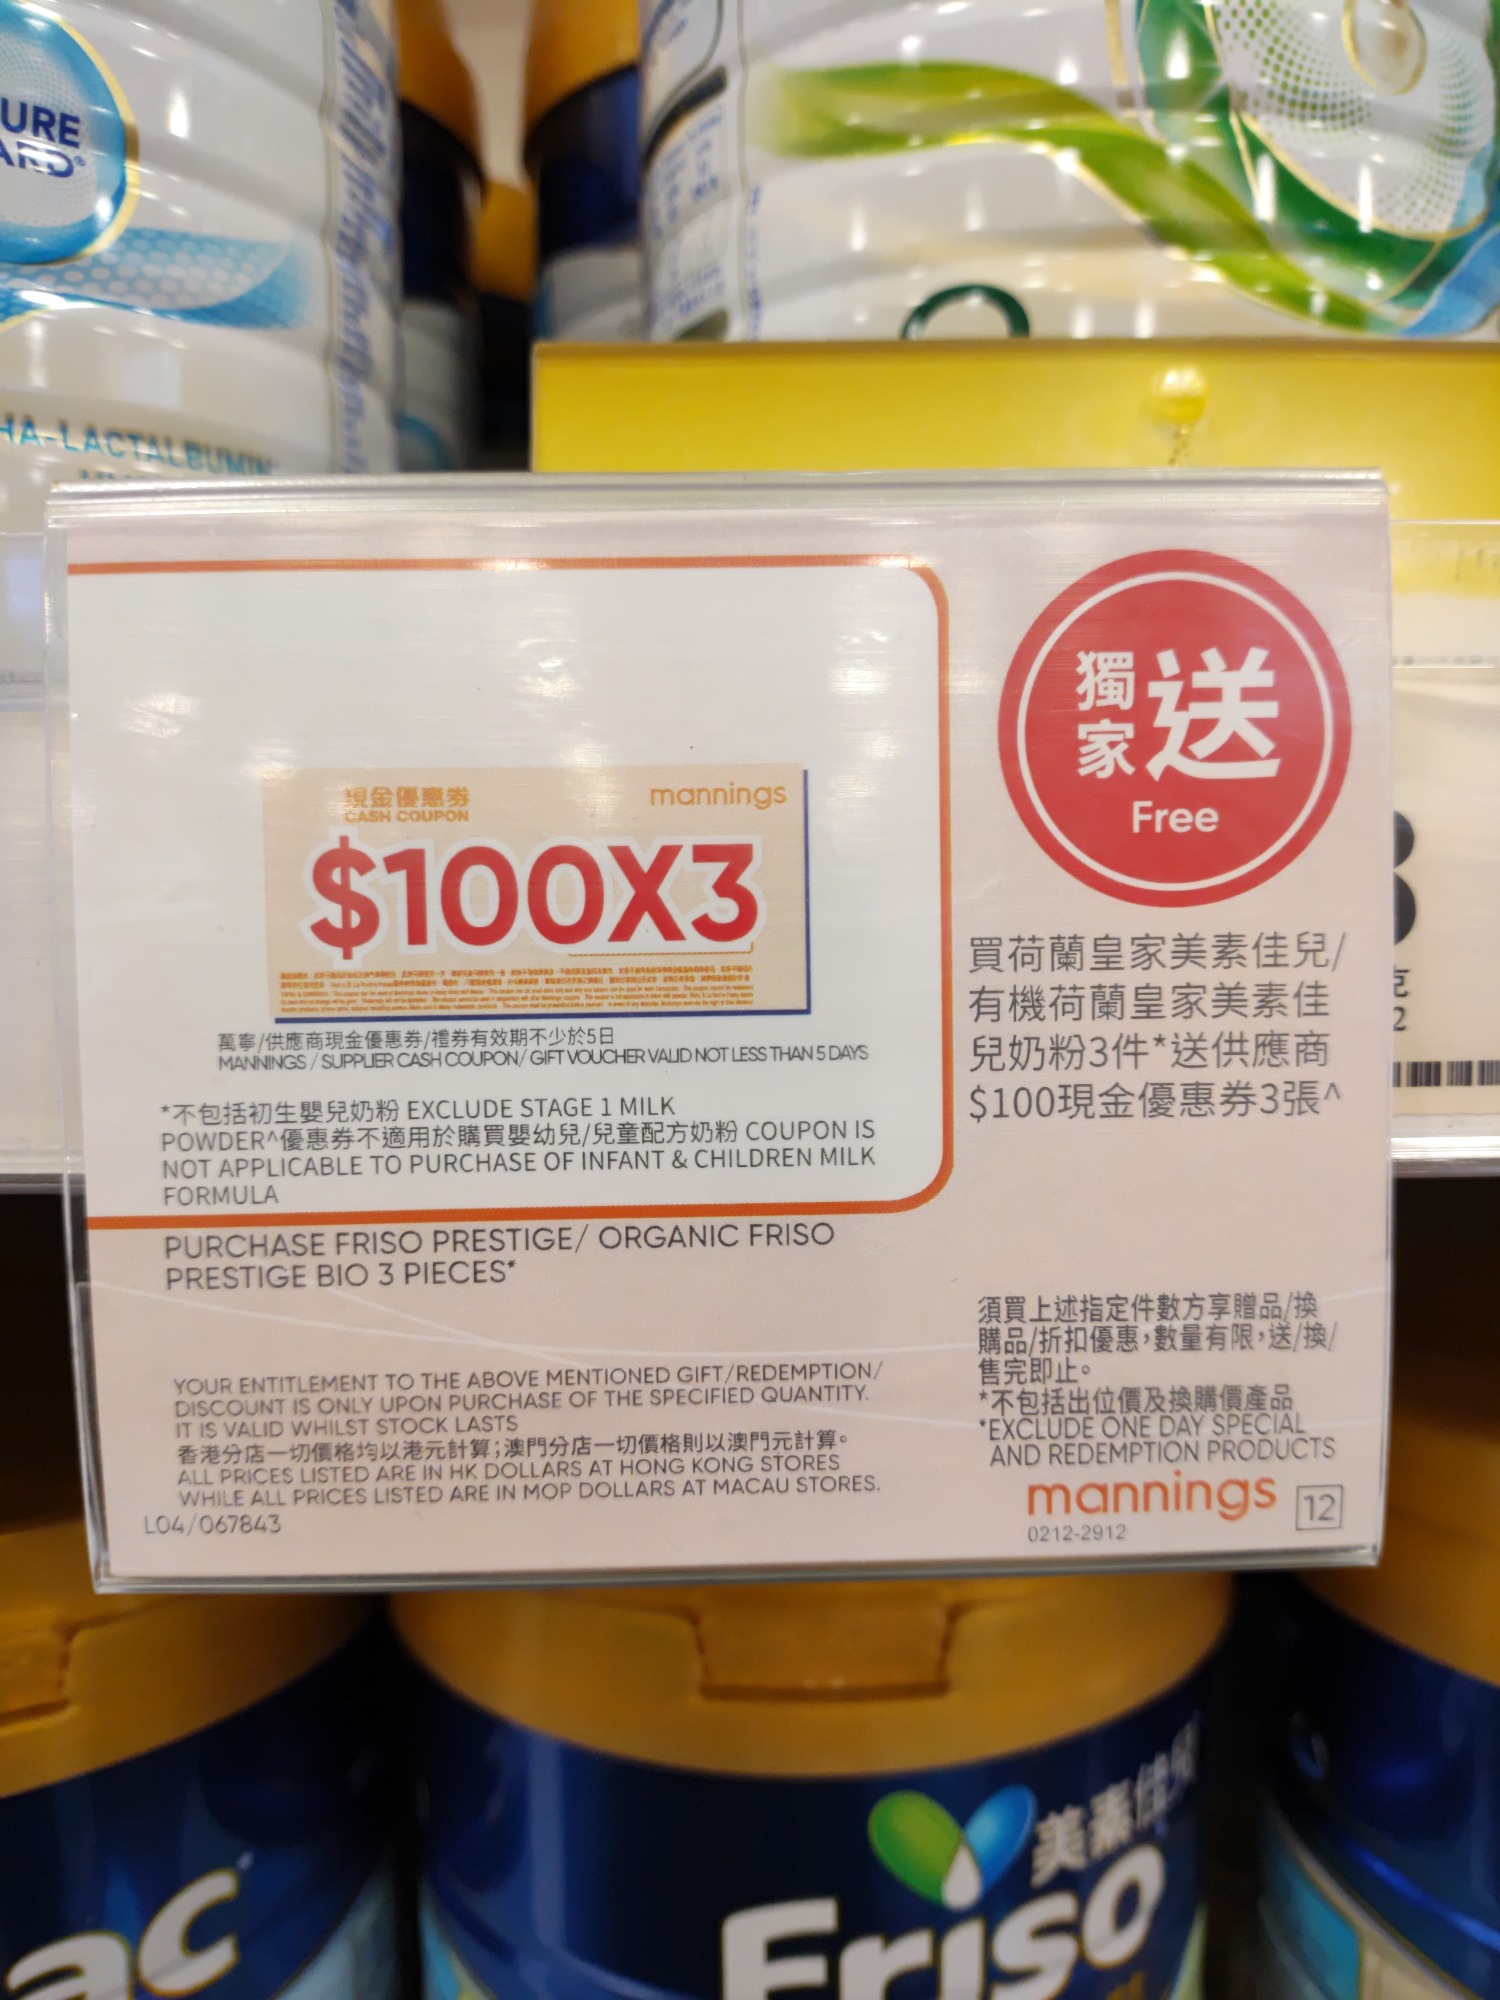 URE
ARD®
HA-LACTALBUMIN
現金優惠券
CASH COUPON
mannings
$100X3
萬寧/供應商現金優惠券/禮券有效期不少於5日
MANNINGS / SUPPLIER CASH COUPON/ GIFT VOUCHER VALID NOT LESS THAN 5 DAYS
*不包括初生嬰兒奶粉 EXCLUDE STAGE 1 MILK
POWDER^優惠券不適用於購買嬰幼兒/兒童配方奶粉 COUPON IS
NOT APPLICABLE TO PURCHASE OF INFANT & CHILDREN MILK
FORMULA
PURCHASE FRISO PRESTIGE/ ORGANIC FRISO
PRESTIGE BIO 3 PIECES*
YOUR ENTITLEMENT TO THE ABOVE MENTIONED GIFT/REDEMPTION/
DISCOUNT IS ONLY UPON PURCHASE OF THE SPECIFIED QUANTITY.
IT IS VALID WHILST STOCK LASTS
香港分店一切價格均以港元計算;澳門分店一切價格則以澳門元計算。
ALL PRICES LISTED ARE IN HK DOLLARS AT HONG KONG STORES
WHILE ALL PRICES LISTED ARE IN MOP DOLLARS AT MACAU STORES.
L04/067843
獨家送
Free
買荷蘭皇家美素佳兒/
有機荷蘭皇家美素佳
兒奶粉3件*送供應商
$100現金優惠券3張^
須買上述指定件數方享贈品/換
購品/折扣優惠,數量有限,送/換/
售完即止。
*不包括出位價及換購價產品
*EXCLUDE ONE DAY SPECIAL
AND REDEMPTION PRODUCTS
mannings
12
0212-2912
克
2
ac
美素佳兒
Friso